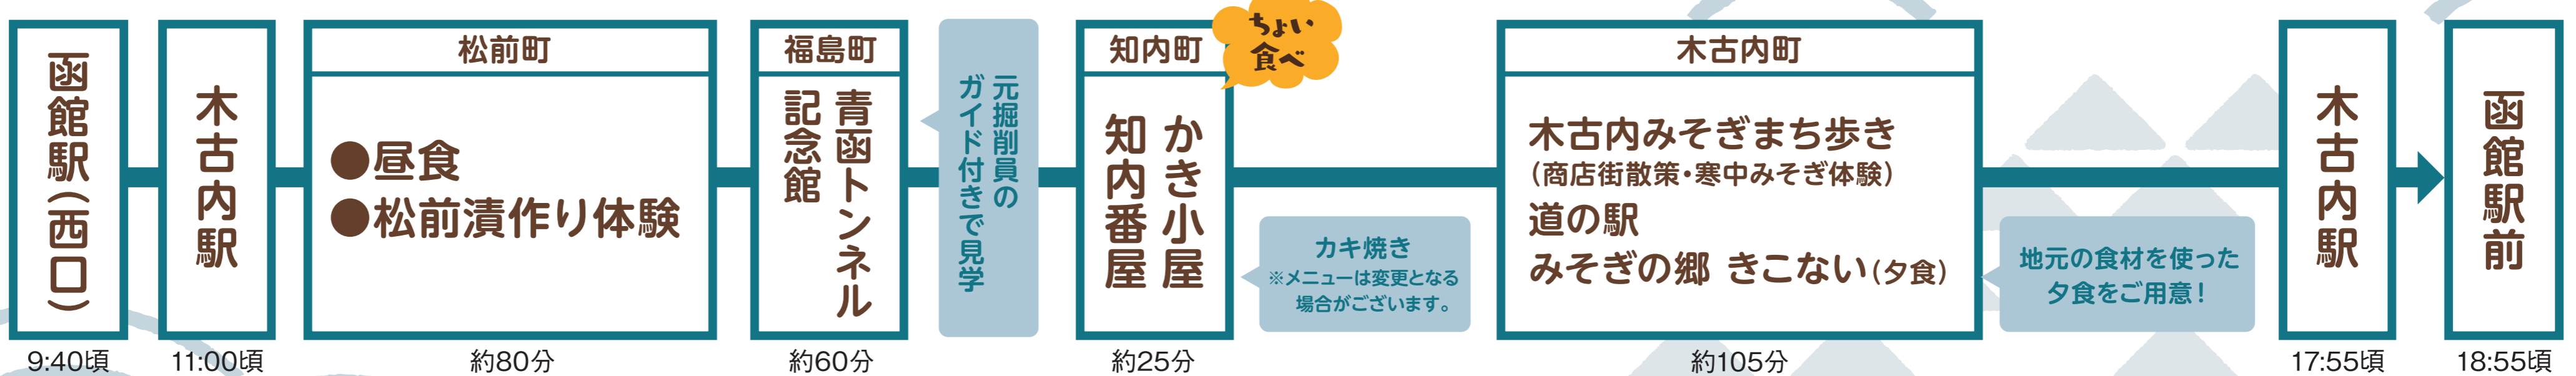 函館駅（西口）
9:40頃
木古内駅
11:00頃
松前町
●昼食
●松前漬作り体験
約80分
福島町
青函トンネル
記念館
約60分
元掘削員の
ガイド付きで見学
知内町
ちょい
食べ
かき小屋
知内番屋
約25分
カキ焼き
※メニューは変更となる
場合がございます。
木古内町
木古内みそぎまち歩き
（商店街散策・寒中みそぎ体験）
道の駅
みそぎの郷 きこない（夕食）
約105分
地元の食材を使った
夕食をご用意！
木古内駅
17:55頃
函館駅前
18:55頃